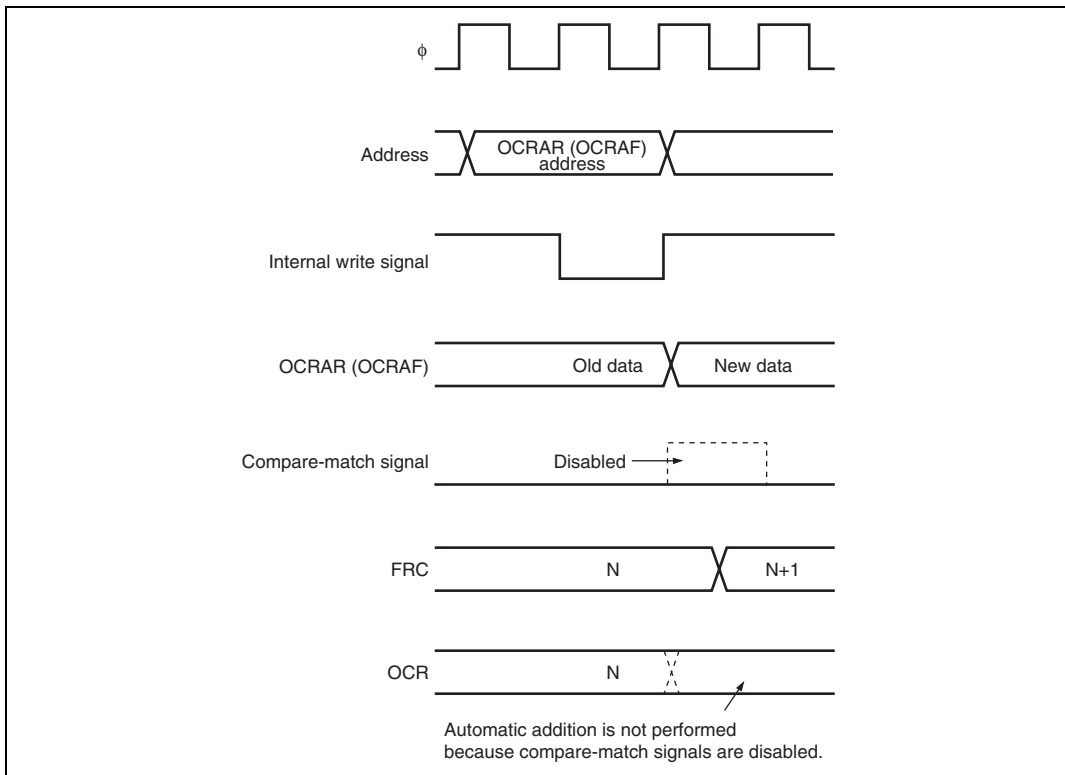 ϕ
Address
OCRAR (OCRAF)
address
Internal write signal
OCRAR (OCRAF)
Old data
New data
Compare-match signal
Disabled
FRC
N
N+1
OCR
N
Automatic addition is not performed
because compare-match signals are disabled.